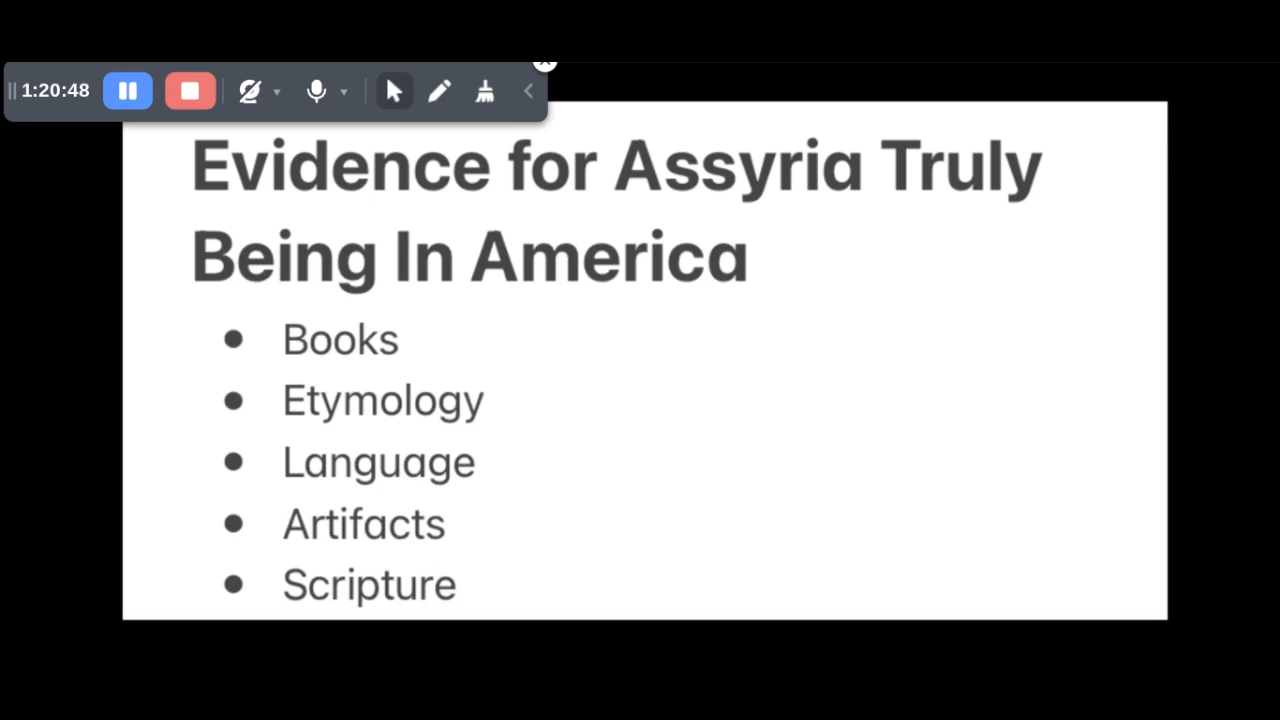 1:20:48
Evidence for Assyria Truly
Being In America
• Books
• Etymology
• Language
• Artifacts
• Scripture